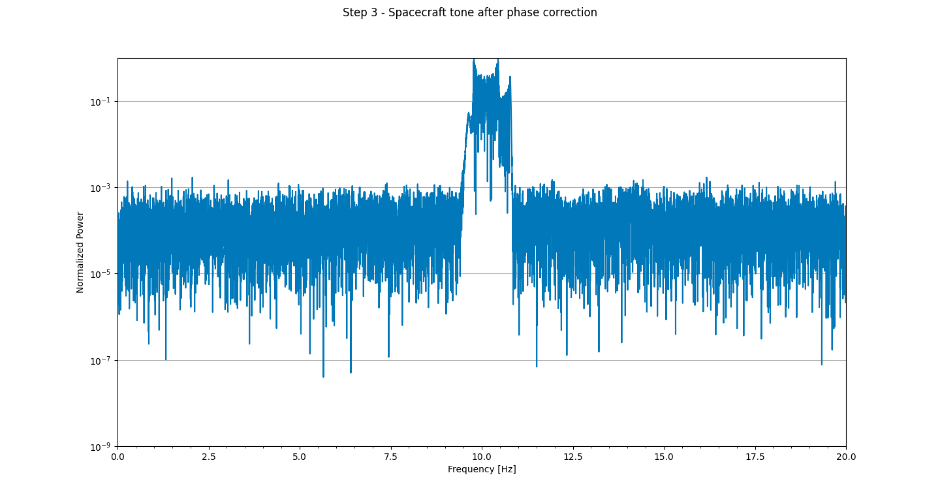 Step 3 - Spacecraft tone after phase correction
Normalized Power
10⁻¹
10⁻³
10⁻⁵
10⁻⁷
10⁻⁹
0.0 2.5 5.0 7.5 10.0 12.5 15.0 17.5 20.0
Frequency [Hz]